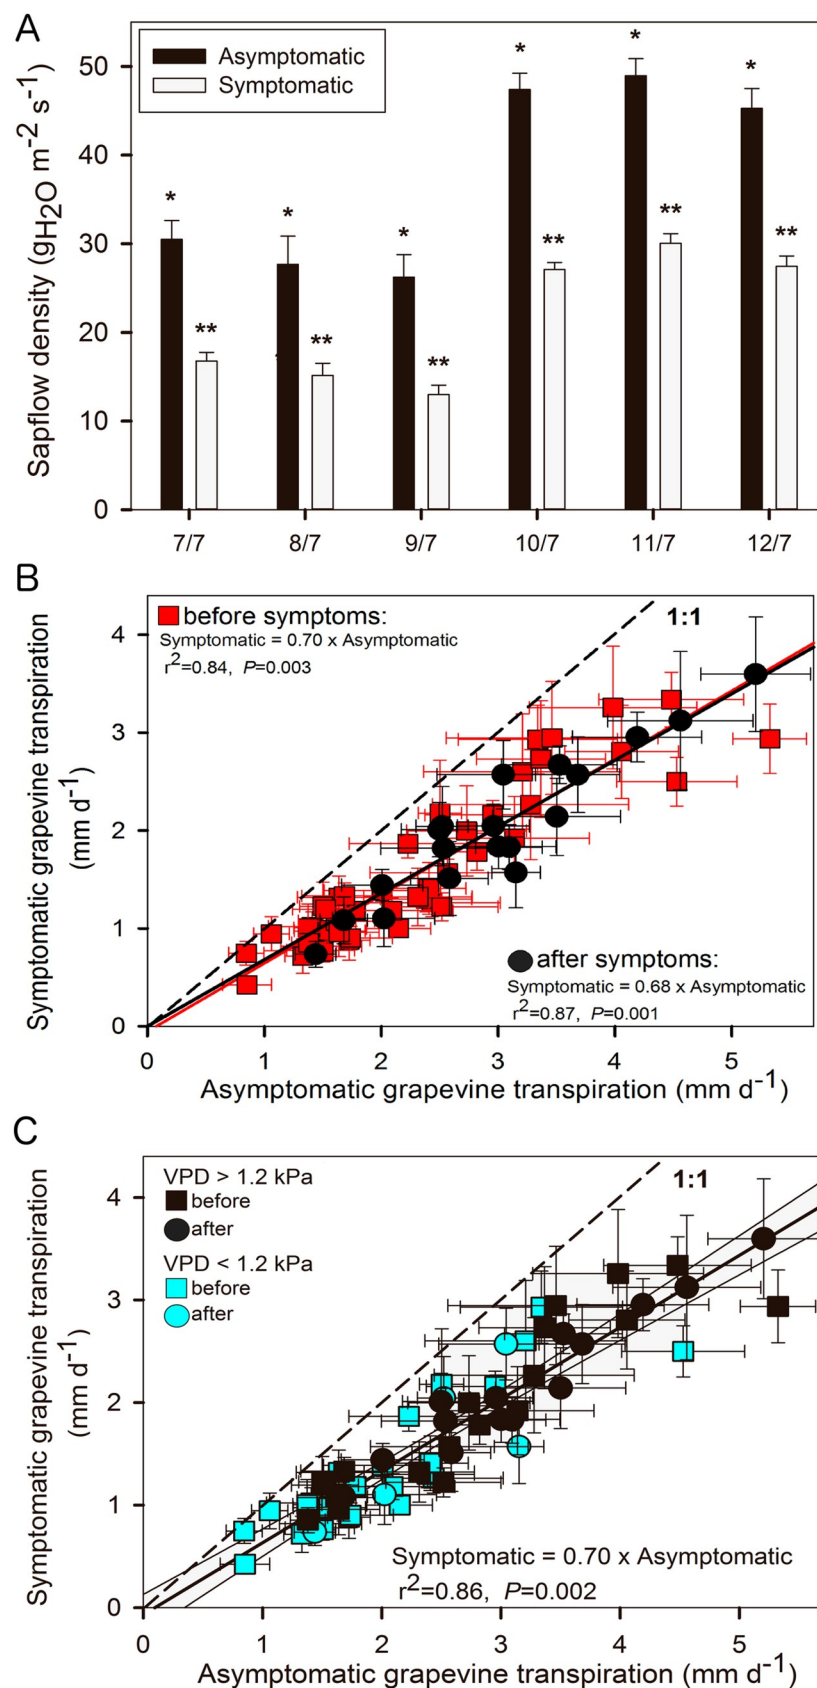 A
Asymptomatic
Symptomatic
Sapflow density (gH2O m-2 s-1)
50
40
30
20
10
0
* ** * ** * ** * ** * ** * **
7/7 8/7 9/7 10/7 11/7 12/7
B
before symptoms:
Symptomatic = 0.70 x Asymptomatic
r2=0.84, P=0.003
1:1
Symptomatic grapevine transpiration
(mm d-1)
4
3
2
1
0
after symptoms:
Symptomatic = 0.68 x Asymptomatic
r2=0.87, P=0.001
0 1 2 3 4 5
Asymptomatic grapevine transpiration (mm d-1)
C
VPD > 1.2 kPa
before
after
VPD < 1.2 kPa
before
after
1:1
Symptomatic grapevine transpiration
(mm d-1)
4
3
2
1
0
Symptomatic = 0.70 x Asymptomatic
r2=0.86, P=0.002
0 1 2 3 4 5
Asymptomatic grapevine transpiration (mm d-1)